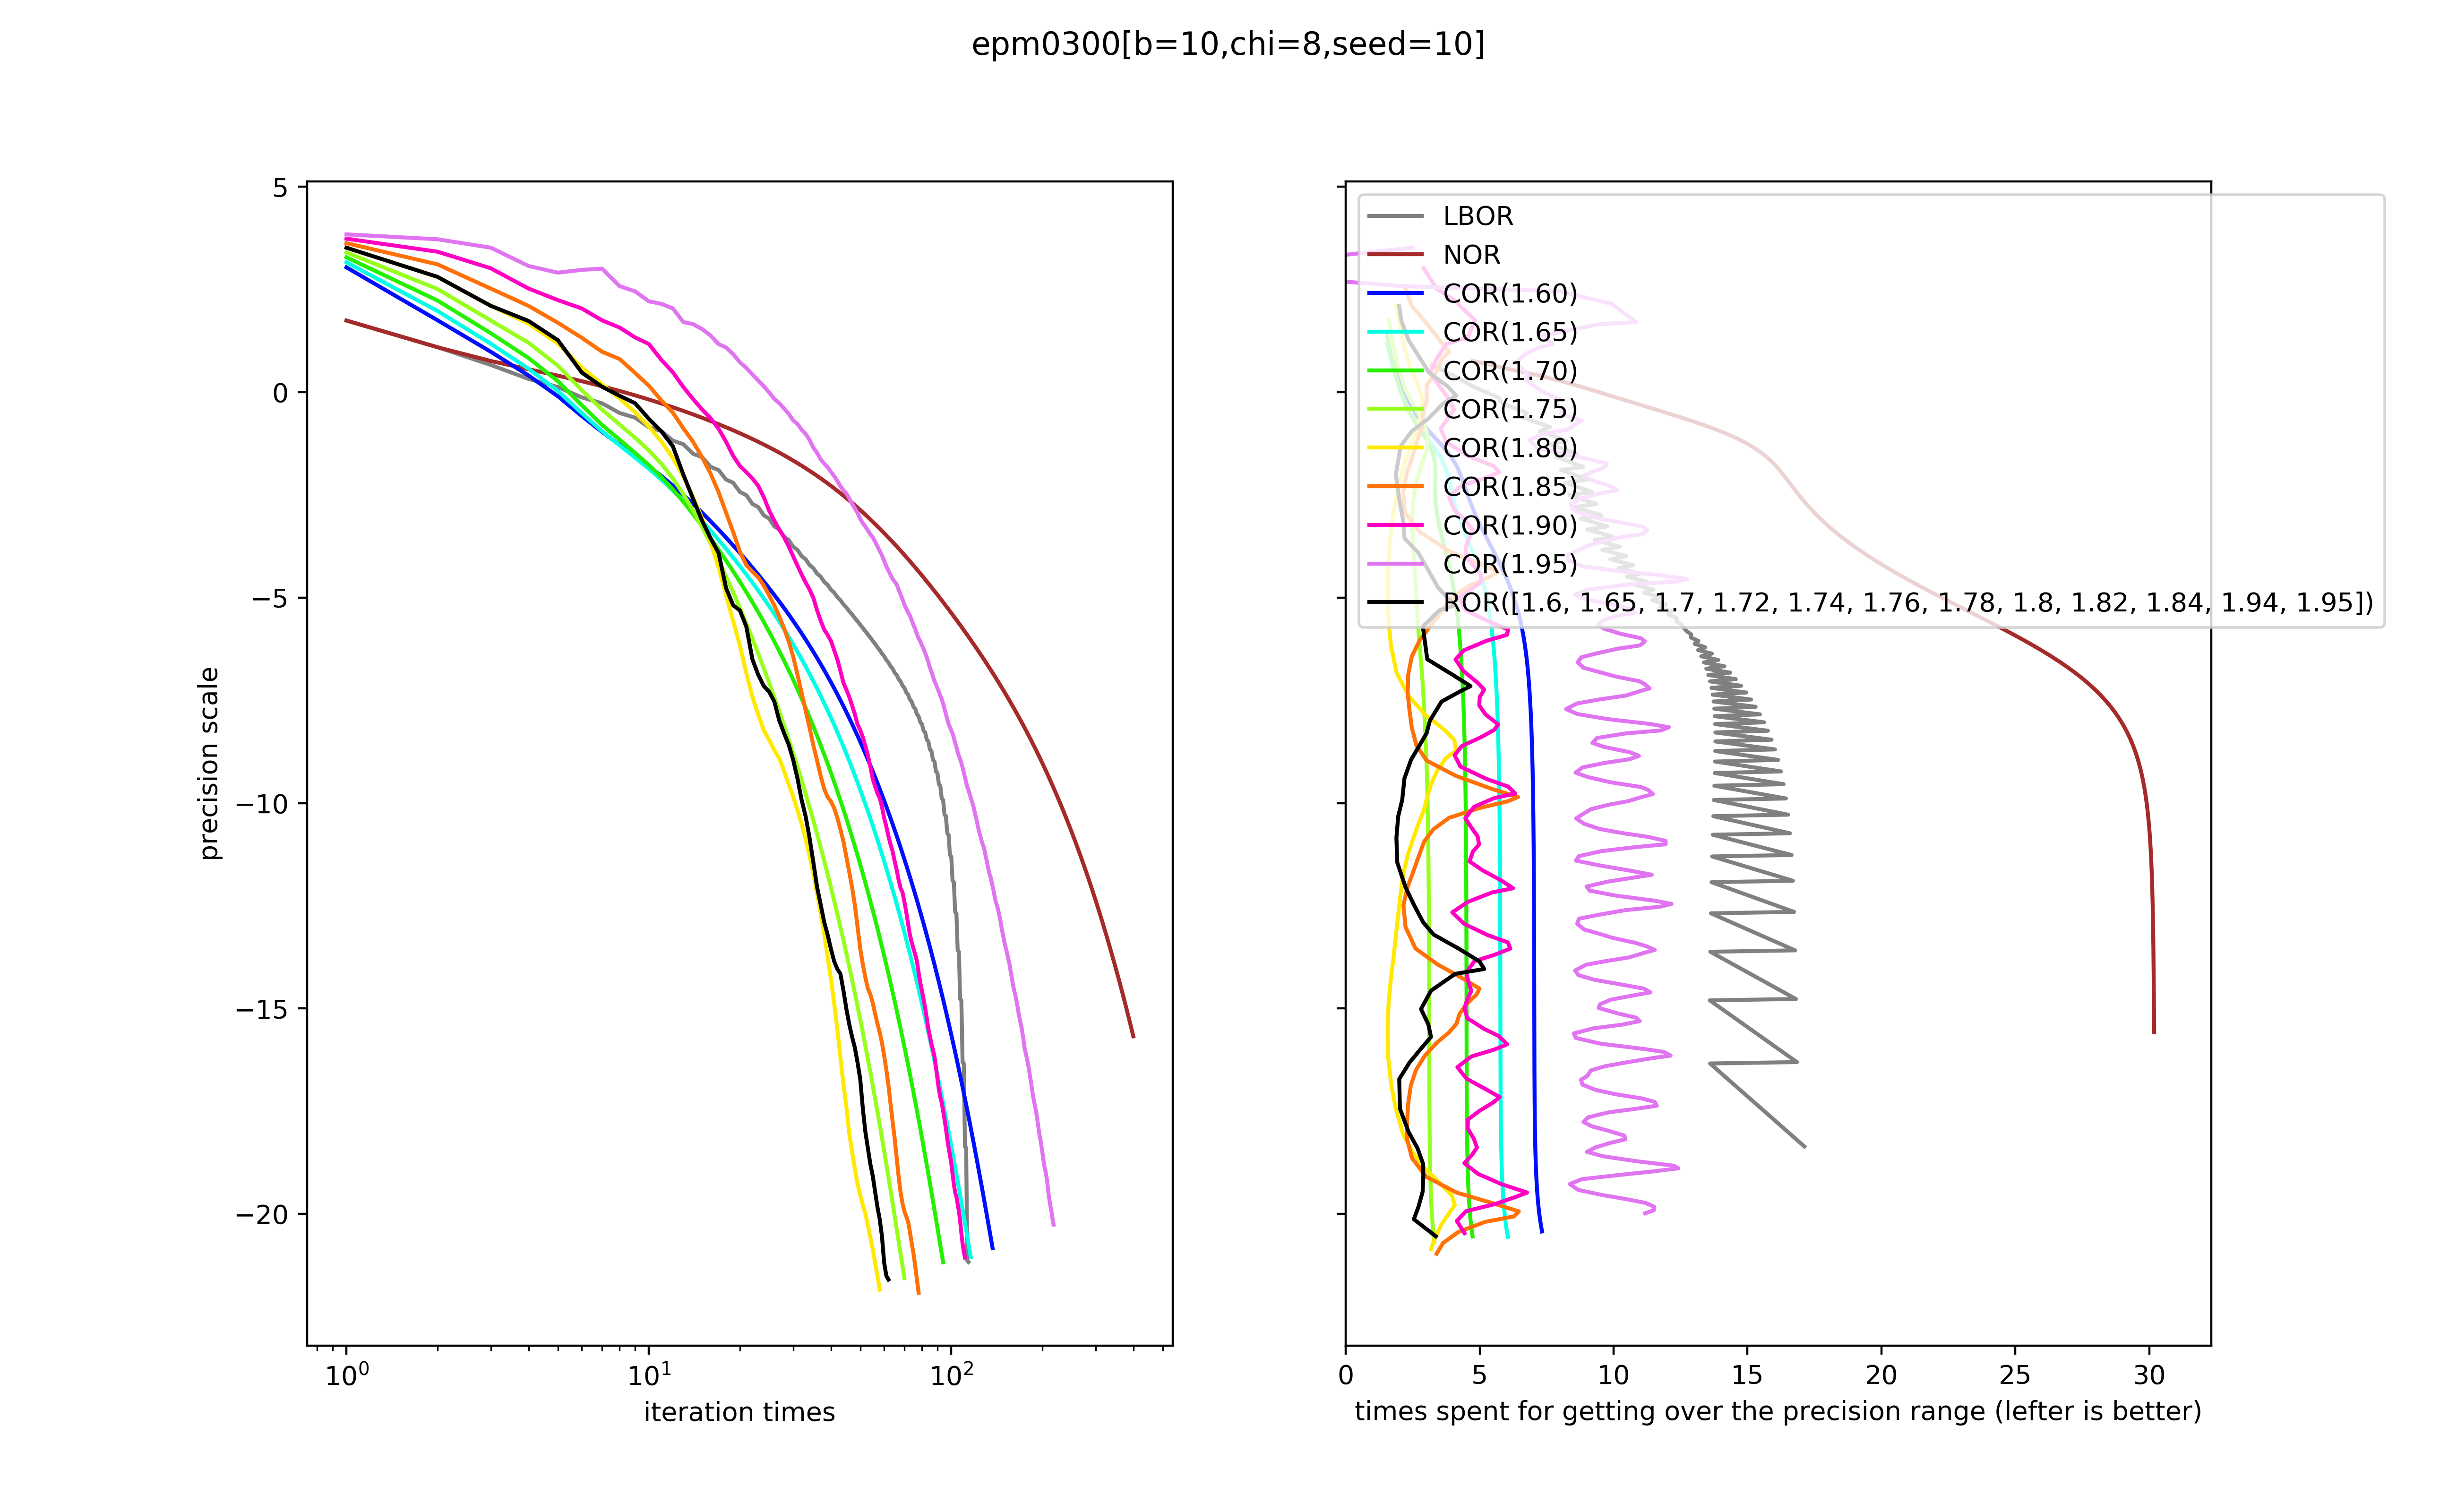 epm0300[b=10,chi=8,seed=10]
precision scale
5
0
−5
−10
−15
−20
10⁰
10¹
10²
iteration times
LBOR
NOR
COR(1.60)
COR(1.65)
COR(1.70)
COR(1.75)
COR(1.80)
COR(1.85)
COR(1.90)
COR(1.95)
ROR([1.6, 1.65, 1.7, 1.72, 1.74, 1.76, 1.78, 1.8, 1.82, 1.84, 1.94, 1.95])
0 5 10 15 20 25 30
times spent for getting over the precision range (lefter is better)